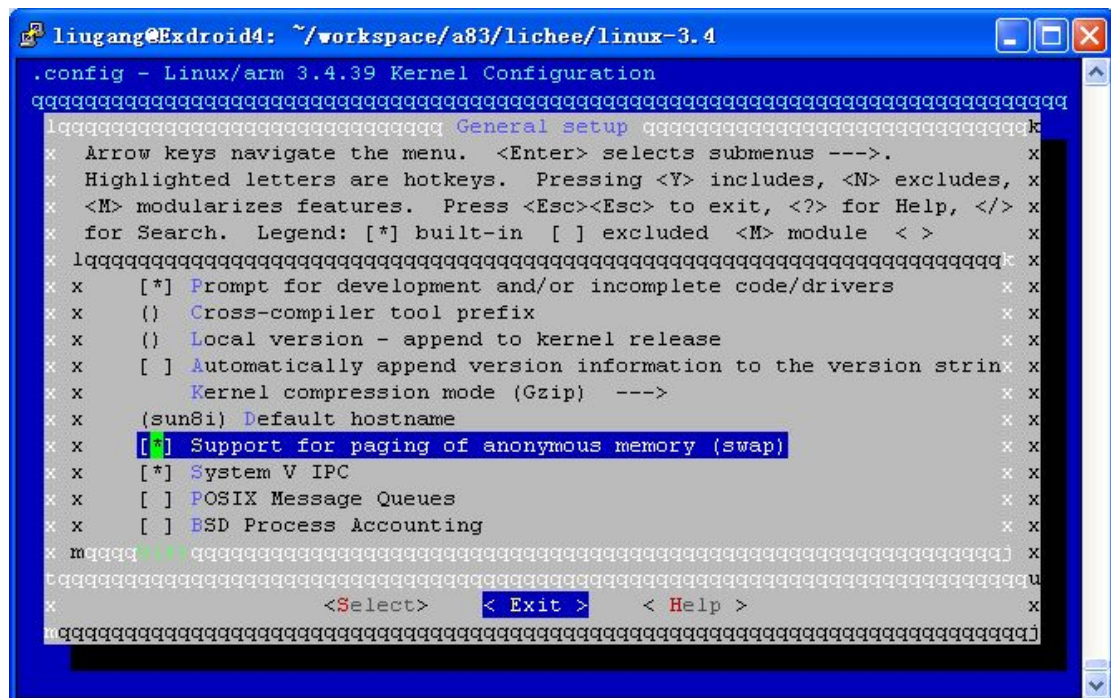 liugang@Exdroid4: ~/workspace/a83/lichee/linux-3.4
.config - Linux/arm 3.4.39 Kernel Configuration
General setup
Arrow keys navigate the menu.  <Enter> selects submenus --->.
Highlighted letters are hotkeys.  Pressing <Y> includes, <N> excludes,
<M> modularizes features.  Press <Esc><Esc> to exit, <?> for Help, </>
for Search.  Legend: [*] built-in  [ ] excluded  <M> module  < >
[*] Prompt for development and/or incomplete code/drivers
()  Cross-compiler tool prefix
()  Local version - append to kernel release
[ ] Automatically append version information to the version strin
Kernel compression mode (Gzip)  --->
(sun8i) Default hostname
[*] Support for paging of anonymous memory (swap)
[*] System V IPC
[ ] POSIX Message Queues
[ ] BSD Process Accounting
<Select>    < Exit >    < Help >